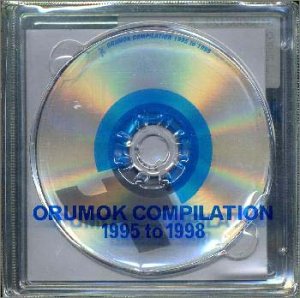 ORUMOK COMPILATION 1995 to 1998
ORUMOK COMPILATION
1995 to 1998